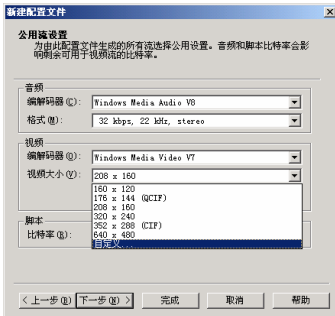 新建配置文件
公用流设置
为由此配置文件生成的所有流选择公用设置。音频和脚本比特率会影
响剩余可用于视频流的比特率。
音频
编解码器(C): Windows Media Audio V8
格式(M): 32 kbps, 22 kHz, stereo
视频
编解码器(O): Windows Media Video V7
视频大小(V): 208 x 160
160 x 120
176 x 144 (QCIF)
208 x 160
320 x 240
352 x 288 (CIF)
640 x 480
自定义...
脚本
比特率(R):
< 上一步(B) 下一步(N) > 完成 取消 帮助